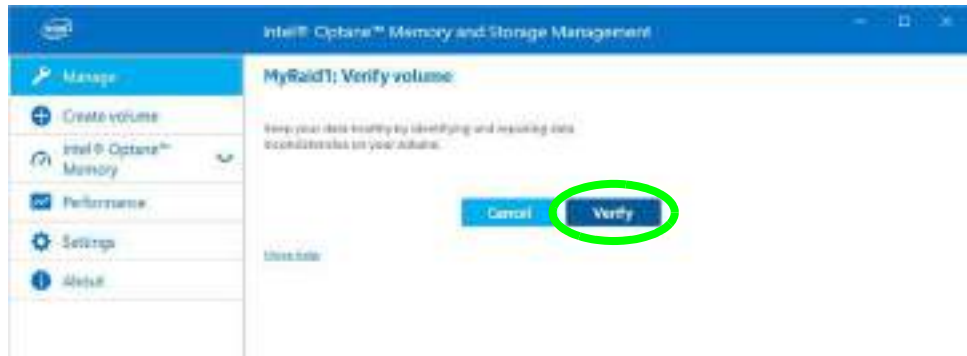 intel
Intel® Optane™ Memory and Storage Management
Manage
Create volume
Intel® Optane™
Memory
Performance
Settings
About
MyRaid1: Verify volume
Keep your data healthy by identifying and repairing data
inconsistencies on your volume.
Cancel
Verify
More help